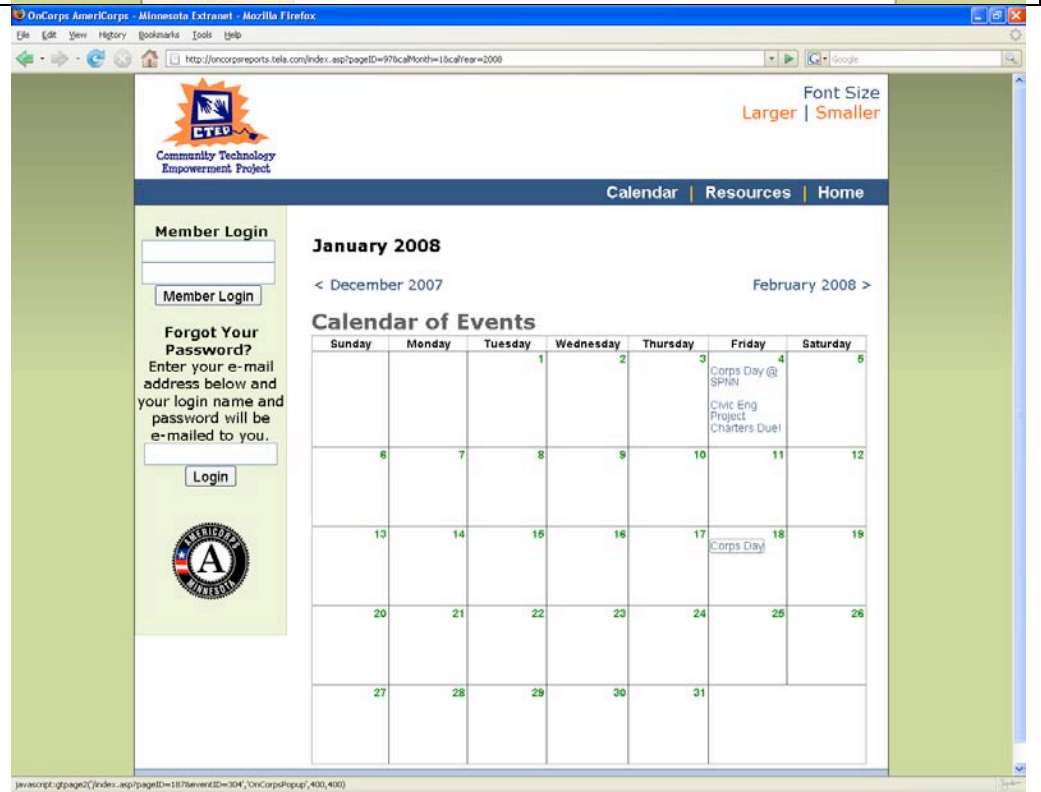 OnCorps AmeriCorps - Minnesota Extranet - Mozilla Firefox
File Edit View History Bookmarks Tools Help
http://oncorpsreports.tela.com/index.asp?pageID=97&calMonth=1&calYear=2008
Google
CTEP
Community Technology
Empowerment Project
Font Size
Larger | Smaller
Calendar | Resources | Home
Member Login
Member Login
Forgot Your
Password?
Enter your e-mail
address below and
your login name and
password will be
e-mailed to you.
Login
AMERICORPS
A
MINNESOTA
January 2008
< December 2007 February 2008 >
Calendar of Events
Sunday Monday Tuesday Wednesday Thursday Friday Saturday
1 2 3 4 5
Corps Day @
SPNN
Civic Eng
Project
Charters Due!
6 7 8 9 10 11 12
13 14 15 16 17 18 19
Corps Day
20 21 22 23 24 25 26
27 28 29 30 31
javascript:gtpage2('/index.asp?pageID=187&eventID=304','OnCorpsPopup',400,400)